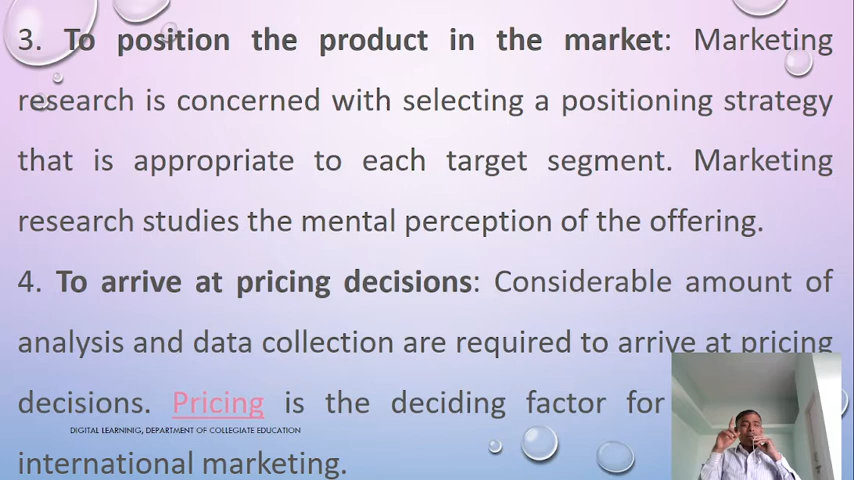 3. To position the product in the market: Marketing
research is concerned with selecting a positioning strategy
that is appropriate to each target segment. Marketing
research studies the mental perception of the offering.
4. To arrive at pricing decisions: Considerable amount of
analysis and data collection are required to arrive at pricing
decisions. Pricing is the deciding factor for
DIGITAL LEARNINIG, DEPARTMENT OF COLLEGIATE EDUCATION
international marketing.